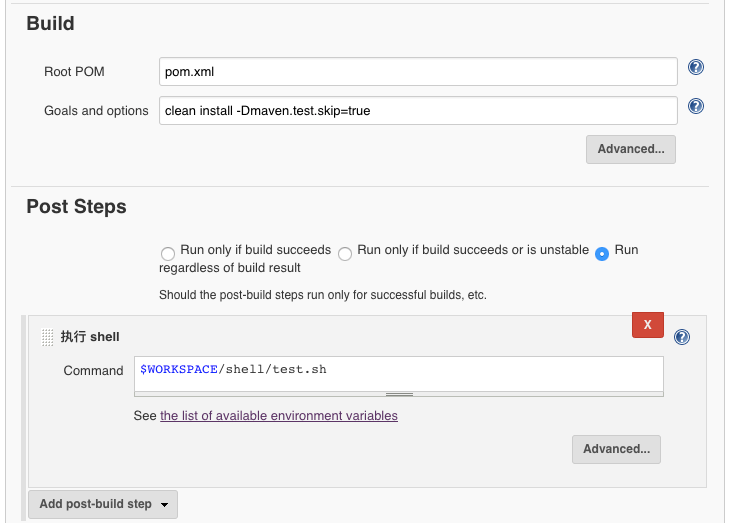 Build
Root POM
pom.xml
?
Goals and options
clean install -Dmaven.test.skip=true
?
Advanced...
Post Steps
Run only if build succeeds Run only if build succeeds or is unstable Run
regardless of build result
Should the post-build steps run only for successful builds, etc.
X
执行 shell
?
Command
$WORKSPACE/shell/test.sh
See the list of available environment variables
Advanced...
Add post-build step